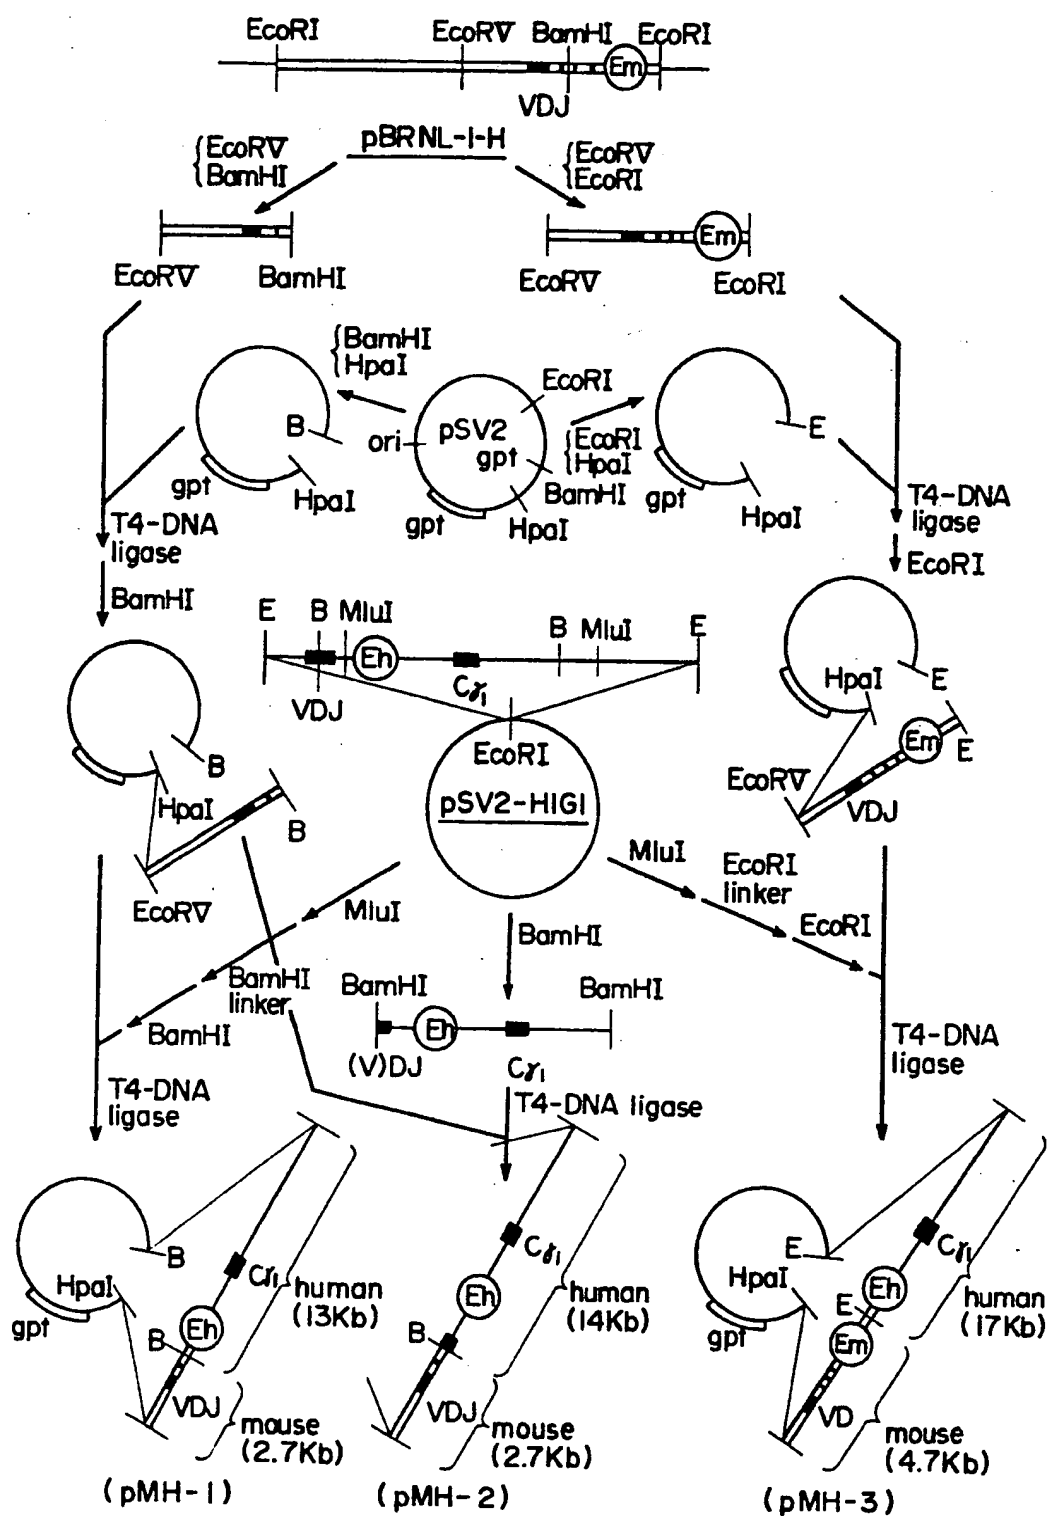 EcoRI EcoRV BamHI EcoRI
Em
VDJ
pBRNL-I-H
EcoRV
BamHI
EcoRV
EcoRI
Em
EcoRV BamHI EcoRV EcoRI
BamHI
HpaI
EcoRI
B ori pSV2 gpt EcoRI HpaI E
gpt HpaI gpt HpaI BamHI gpt HpaI
T4-DNA ligase
T4-DNA ligase
BamHI
EcoRI
E B MluI B MluI E
Eh
VDJ Cγ1
HpaI E
Em E
EcoRV VDJ
B
HpaI
B
EcoRV
EcoRI
pSV2-HIGI
MluI
EcoRI linker
EcoRI
MluI
BamHI linker
BamHI
BamHI
BamHI BamHI
Eh
(V)DJ Cγ1
T4-DNA ligase
T4-DNA ligase
T4-DNA ligase
B
HpaI
gpt
Cγ1
Eh
B
VDJ
human
(13Kb)
mouse
(2.7Kb)
(pMH-1)
Cγ1
Eh
B
VDJ
human
(14Kb)
mouse
(2.7Kb)
(pMH-2)
E
HpaI
gpt
Cγ1
Eh
E
Em
VD
human
(17Kb)
mouse
(4.7Kb)
(pMH-3)